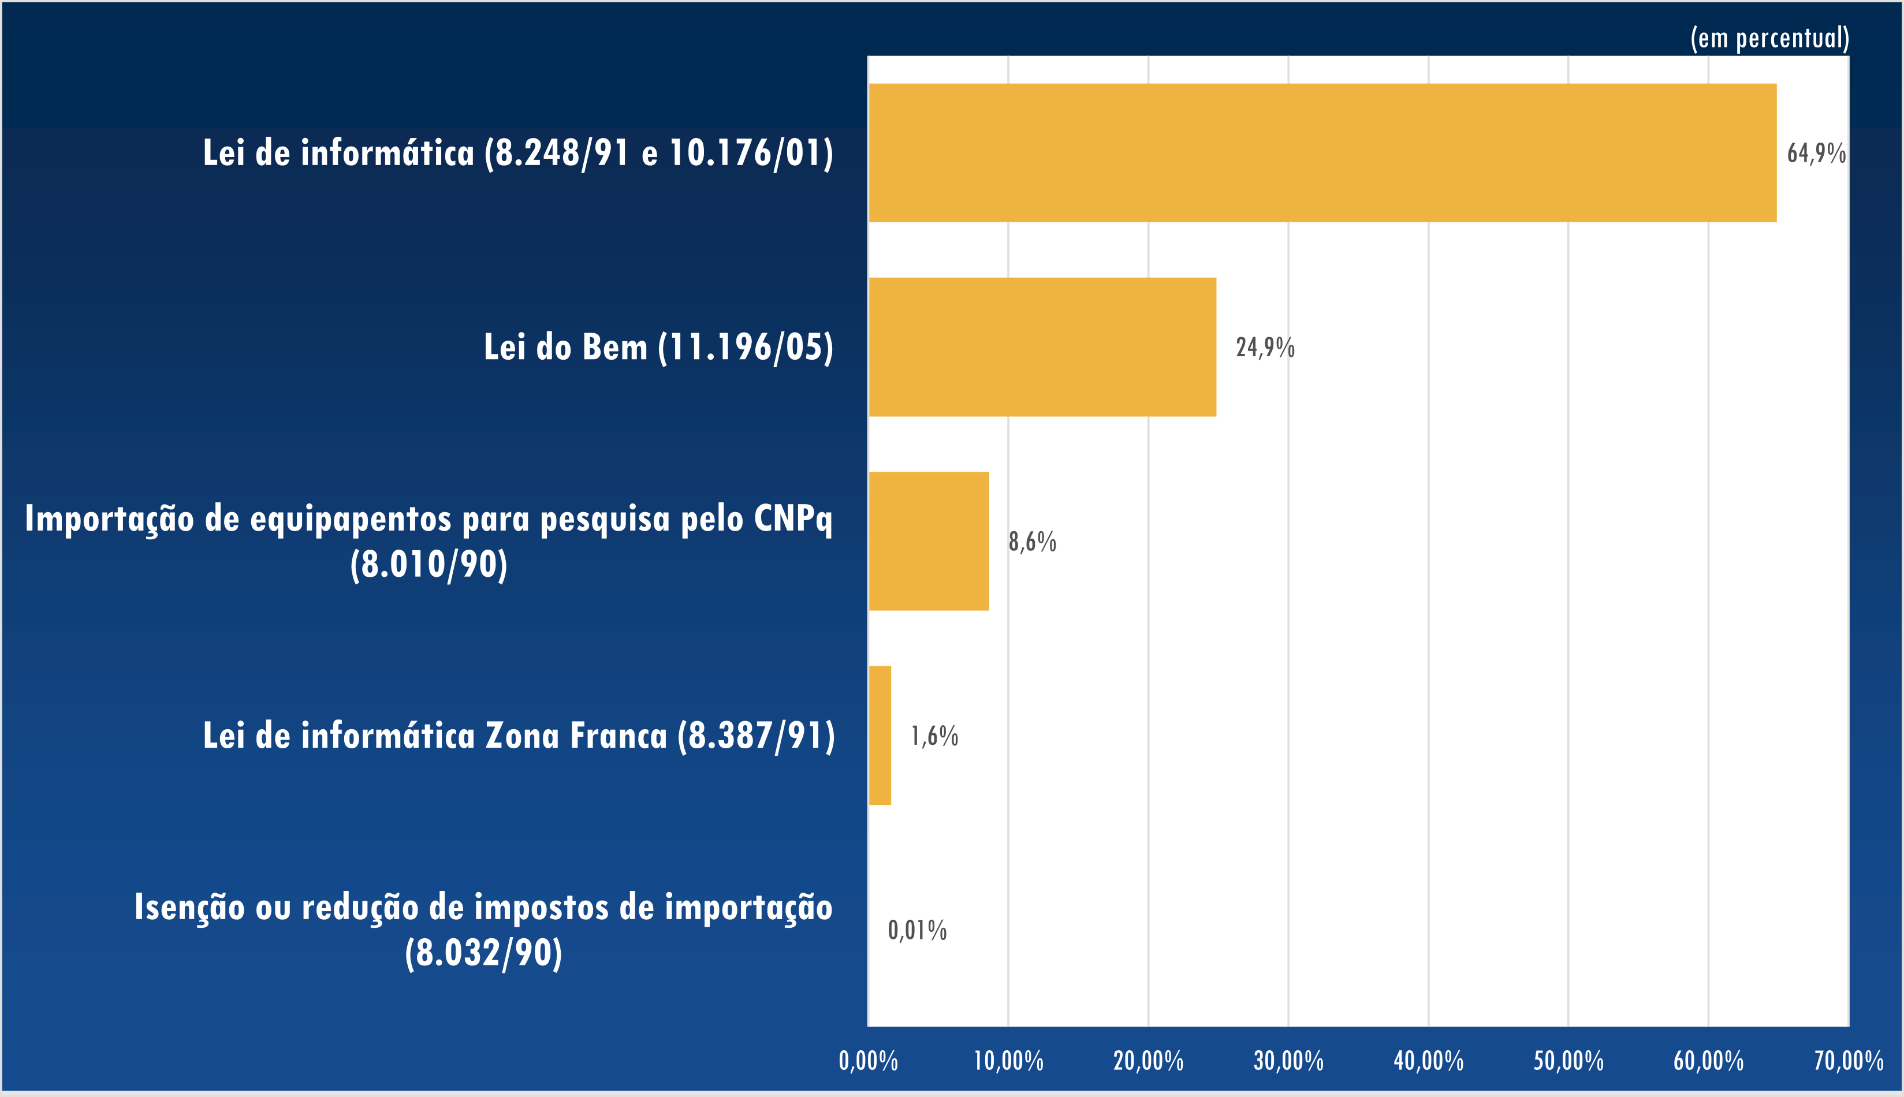 (em percentual)
Lei de informática (8.248/91 e 10.176/01)
64,9%
Lei do Bem (11.196/05)
24,9%
Importação de equipapentos para pesquisa pelo CNPq
(8.010/90)
8,6%
Lei de informática Zona Franca (8.387/91)
1,6%
Isenção ou redução de impostos de importação
(8.032/90)
0,01%
0,00% 10,00% 20,00% 30,00% 40,00% 50,00% 60,00% 70,00%